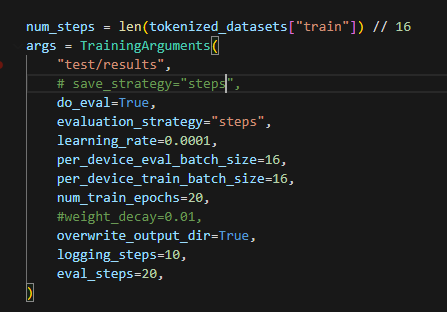 num_steps = len(tokenized_datasets["train"]) // 16
args = TrainingArguments(
    "test/results",
    # save_strategy="steps",
    do_eval=True,
    evaluation_strategy="steps",
    learning_rate=0.0001,
    per_device_eval_batch_size=16,
    per_device_train_batch_size=16,
    num_train_epochs=20,
    #weight_decay=0.01,
    overwrite_output_dir=True,
    logging_steps=10,
    eval_steps=20,
)